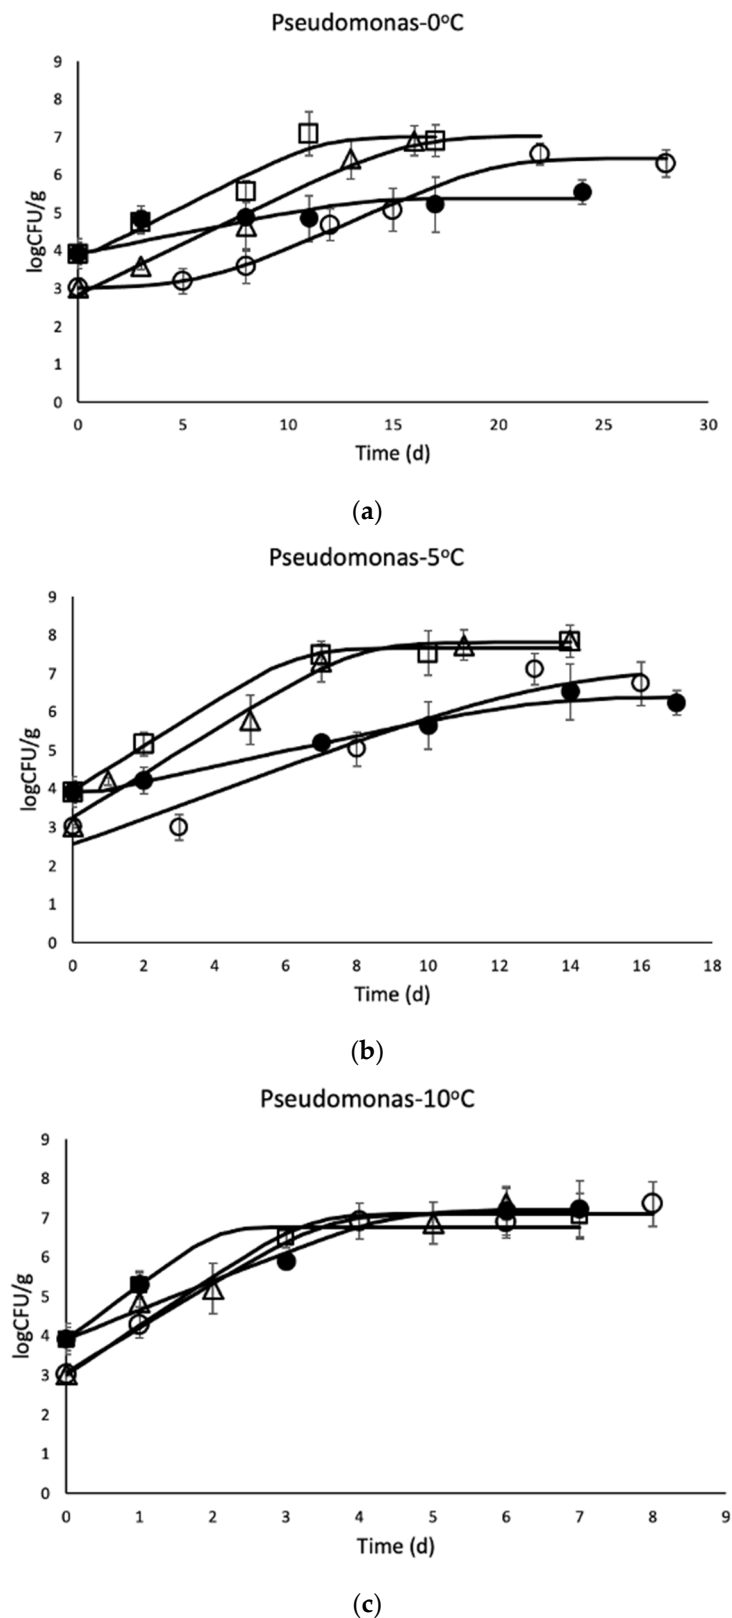 Pseudomonas-0°C
9
8
7
6
5
4
3
2
1
0
logCFU/g
0 5 10 15 20 25 30
Time (d)
(a)
Pseudomonas-5°C
9
8
7
6
5
4
3
2
1
0
logCFU/g
0 2 4 6 8 10 12 14 16 18
Time (d)
(b)
Pseudomonas-10°C
9
8
7
6
5
4
3
2
1
0
logCFU/g
0 1 2 3 4 5 6 7 8 9
Time (d)
(c)